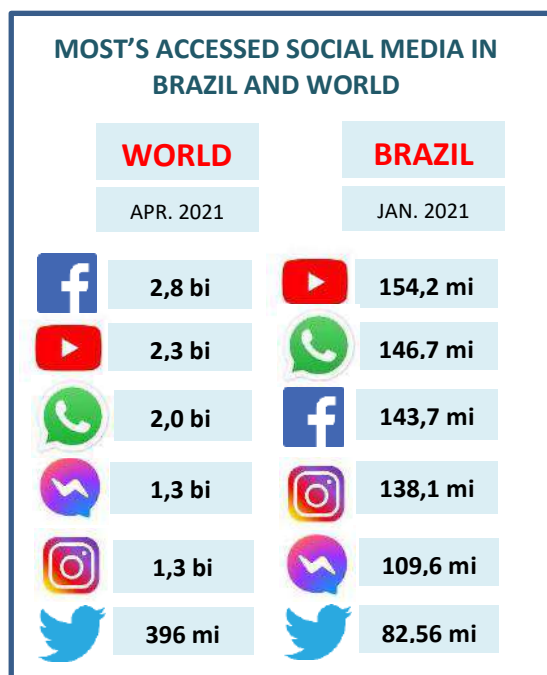 MOST'S ACCESSED SOCIAL MEDIA IN
BRAZIL AND WORLD
WORLD
BRAZIL
APR. 2021
JAN. 2021
2,8 bi
154,2 mi
2,3 bi
146,7 mi
2,0 bi
143,7 mi
1,3 bi
138,1 mi
1,3 bi
109,6 mi
396 mi
82.56 mi